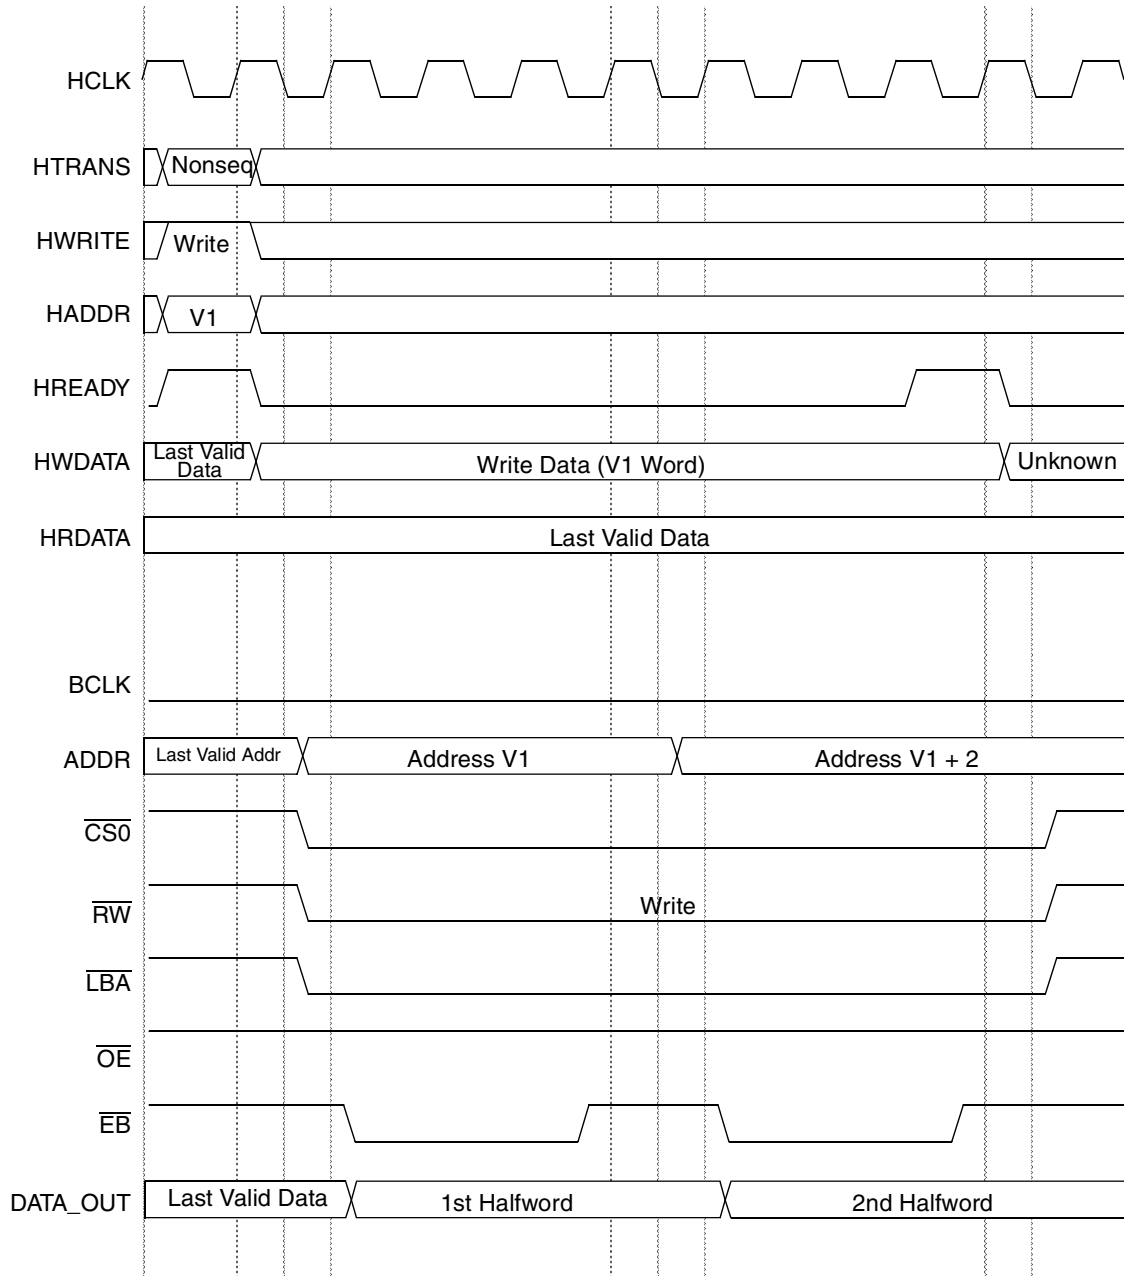 HCLK
HTRANS Nonseq
HWRITE Write
HADDR V1
HREADY
HWDATA Last Valid Data Write Data (V1 Word) Unknown
HRDATA Last Valid Data
BCLK
ADDR Last Valid Addr Address V1 Address V1 + 2
CS0
RW Write
LBA
OE
EB
DATA_OUT Last Valid Data 1st Halfword 2nd Halfword